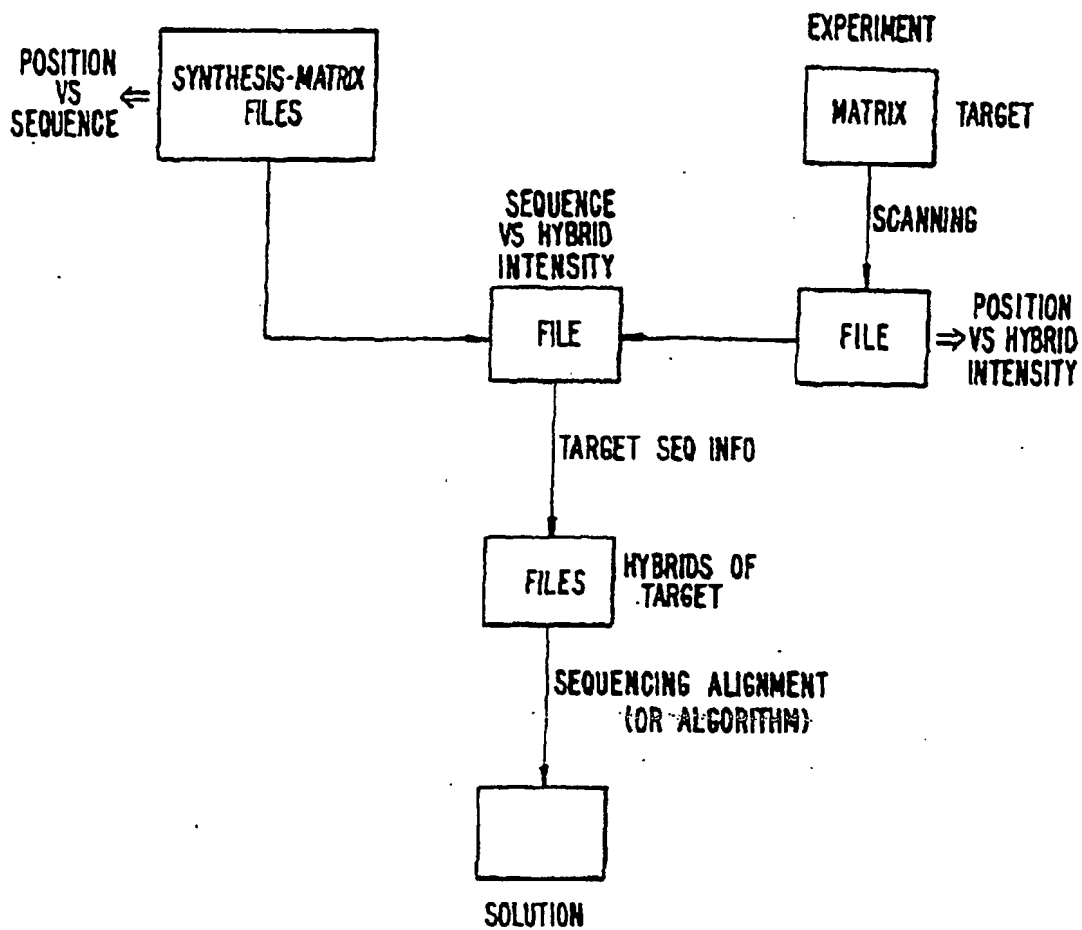 EXPERIMENT
POSITION
VS
SEQUENCE
SYNTHESIS-MATRIX
FILES
MATRIX
TARGET
SCANNING
SEQUENCE
VS HYBRID
INTENSITY
FILE
FILE
POSITION
VS HYBRID
INTENSITY
TARGET SEQ INFO
FILES
HYBRIDS OF
TARGET
SEQUENCING ALIGNMENT
(OR ALGORITHM)
SOLUTION